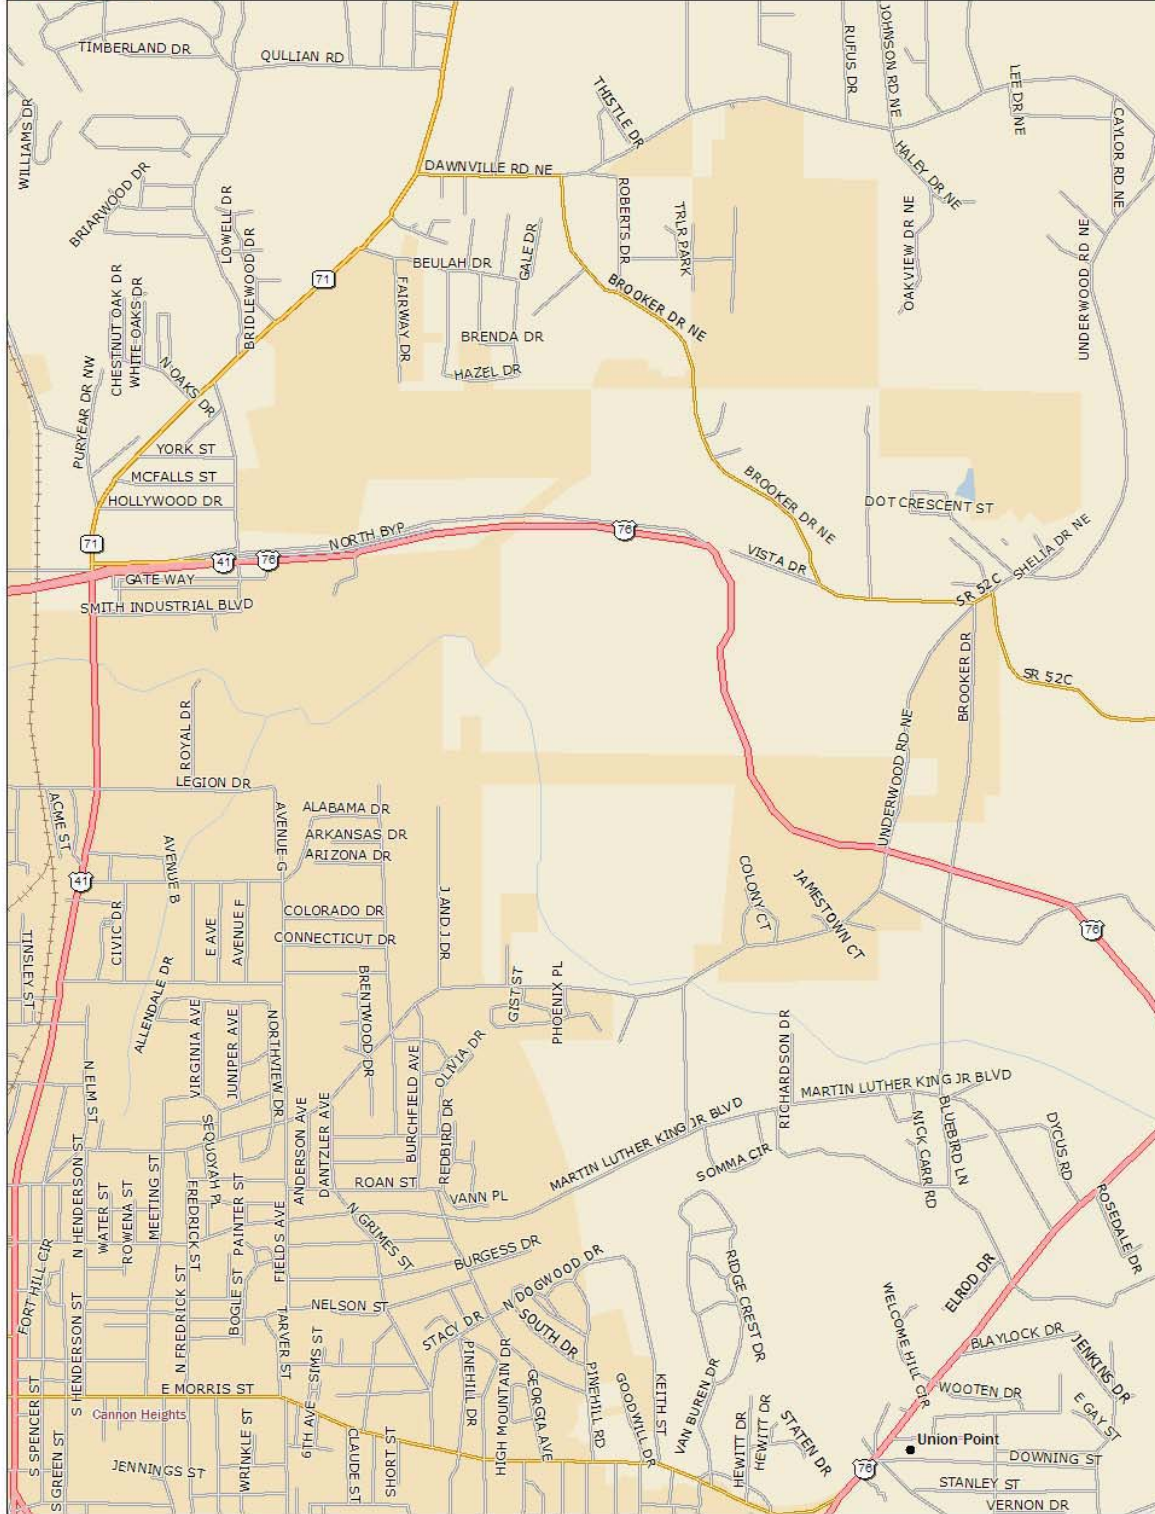 TIMBERLAND DR
QULLIAN RD
RUFUS DR
JOHNSON RD NE
LEE DR NE
CAYLOR RD NE
WILLIAMS DR
THISTLE DR
HALEY DR NE
DAWNVILLE RD NE
BRIARWOOD DR
LOWELL DR
ROBERTS DR
TRLR PARK
OAKVIEW DR NE
UNDERWOOD RD NE
BRIDLEWOOD DR
GALE DR
BEULAH DR
71
FAIRWAY DR
BROOKER DR NE
CHESTNUT OAK DR
WHITE OAKS DR
BRENDA DR
HAZEL DR
N OAKS DR
PURYEAR DR NW
YORK ST
MCFALLS ST
HOLLYWOOD DR
BROOKER DR NE
DOT CRESCENT ST
NORTH BYP
76
71
41
76
VISTA DR
SHELIA DR NE
GATE WAY
SMITH INDUSTRIAL BLVD
SR 52C
BROOKER DR
SR 52C
ROYAL DR
UNDERWOOD RD NE
LEGION DR
ACME ST
AVENUE G
ALABAMA DR
ARKANSAS DR
ARIZONA DR
AVENUE B
41
COLONY CT
JAMESTOWN CT
J AND J DR
COLORADO DR
CIVIC DR
E AVE
AVENUE F
CONNECTICUT DR
76
TINSLEY ST
ALLENDALE DR
BRENTWOOD DR
GIST ST
PHOENIX PL
VIRGINIA AVE
JUNIPER AVE
NORTHVIEW DR
OLIVIA DR
RICHARDSON DR
BURCHFIELD AVE
N ELM ST
MARTIN LUTHER KING JR BLVD
BLUEBIRD LN
NICK CARR RD
DYCUS RD
MARTIN LUTHER KING JR BLVD
SOMMA CIR
ANDERSON AVE
DANTZLER AVE
REDBIRD DR
SEQUOYAH PL
ROAN ST
VANN PL
N HENDERSON ST
WATER ST
ROWENA ST
MEETING ST
FREDRICK ST
PAINTER ST
FIELDS AVE
N GRIMES ST
BURGESS DR
N DOGWOOD DR
ROSEDALE DR
RIDGE CREST DR
ELROD DR
FORT HILL CIR
BOGLE ST
N FREDRICK ST
NELSON ST
STACY DR
SOUTH DR
WELCOME HILL CIR
BLAYLOCK DR
JENKINS DR
S HENDERSON ST
TARVER ST
SIMS ST
PINEHILL DR
HIGH MOUNTAIN DR
GEORGIA AVE
PINEHILL RD
GOODWILL DR
KEITH ST
VAN BUREN DR
E MORRIS ST
WOOTEN DR
E GAY ST
Cannon Heights
S SPENCER ST
S GREEN ST
WRINKLE ST
9TH AVE
CLAUDE ST
SHORT ST
HEWITT DR
HEWITT DR
STATEN DR
Union Point
JENNINGS ST
DOWNING ST
76
STANLEY ST
VERNON DR